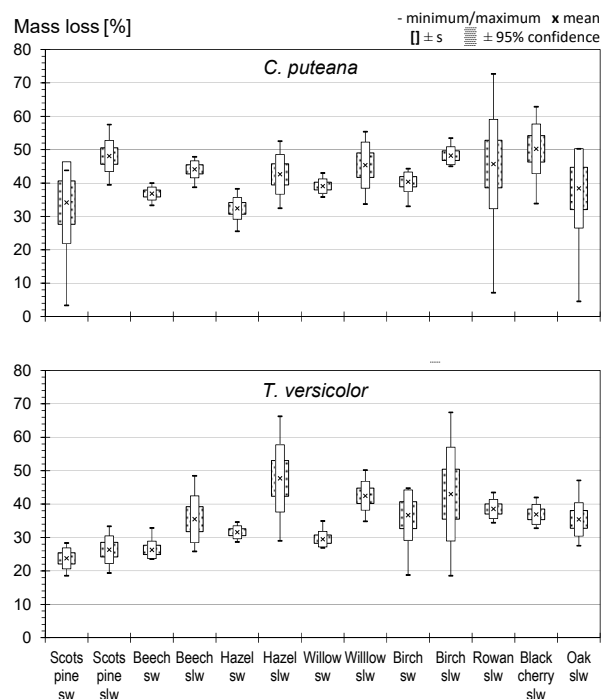 Mass loss [%]
- minimum/maximum x mean
[] ± s ± 95% confidence
C. puteana
80
70
60
50
40
30
20
10
0
T. versicolor
80
70
60
50
40
30
20
10
0
Scots pine sw
Scots pine slw
Beech sw
Beech slw
Hazel sw
Hazel slw
Willow sw
Willlow slw
Birch sw
Birch slw
Rowan slw
Black cherry slw
Oak slw